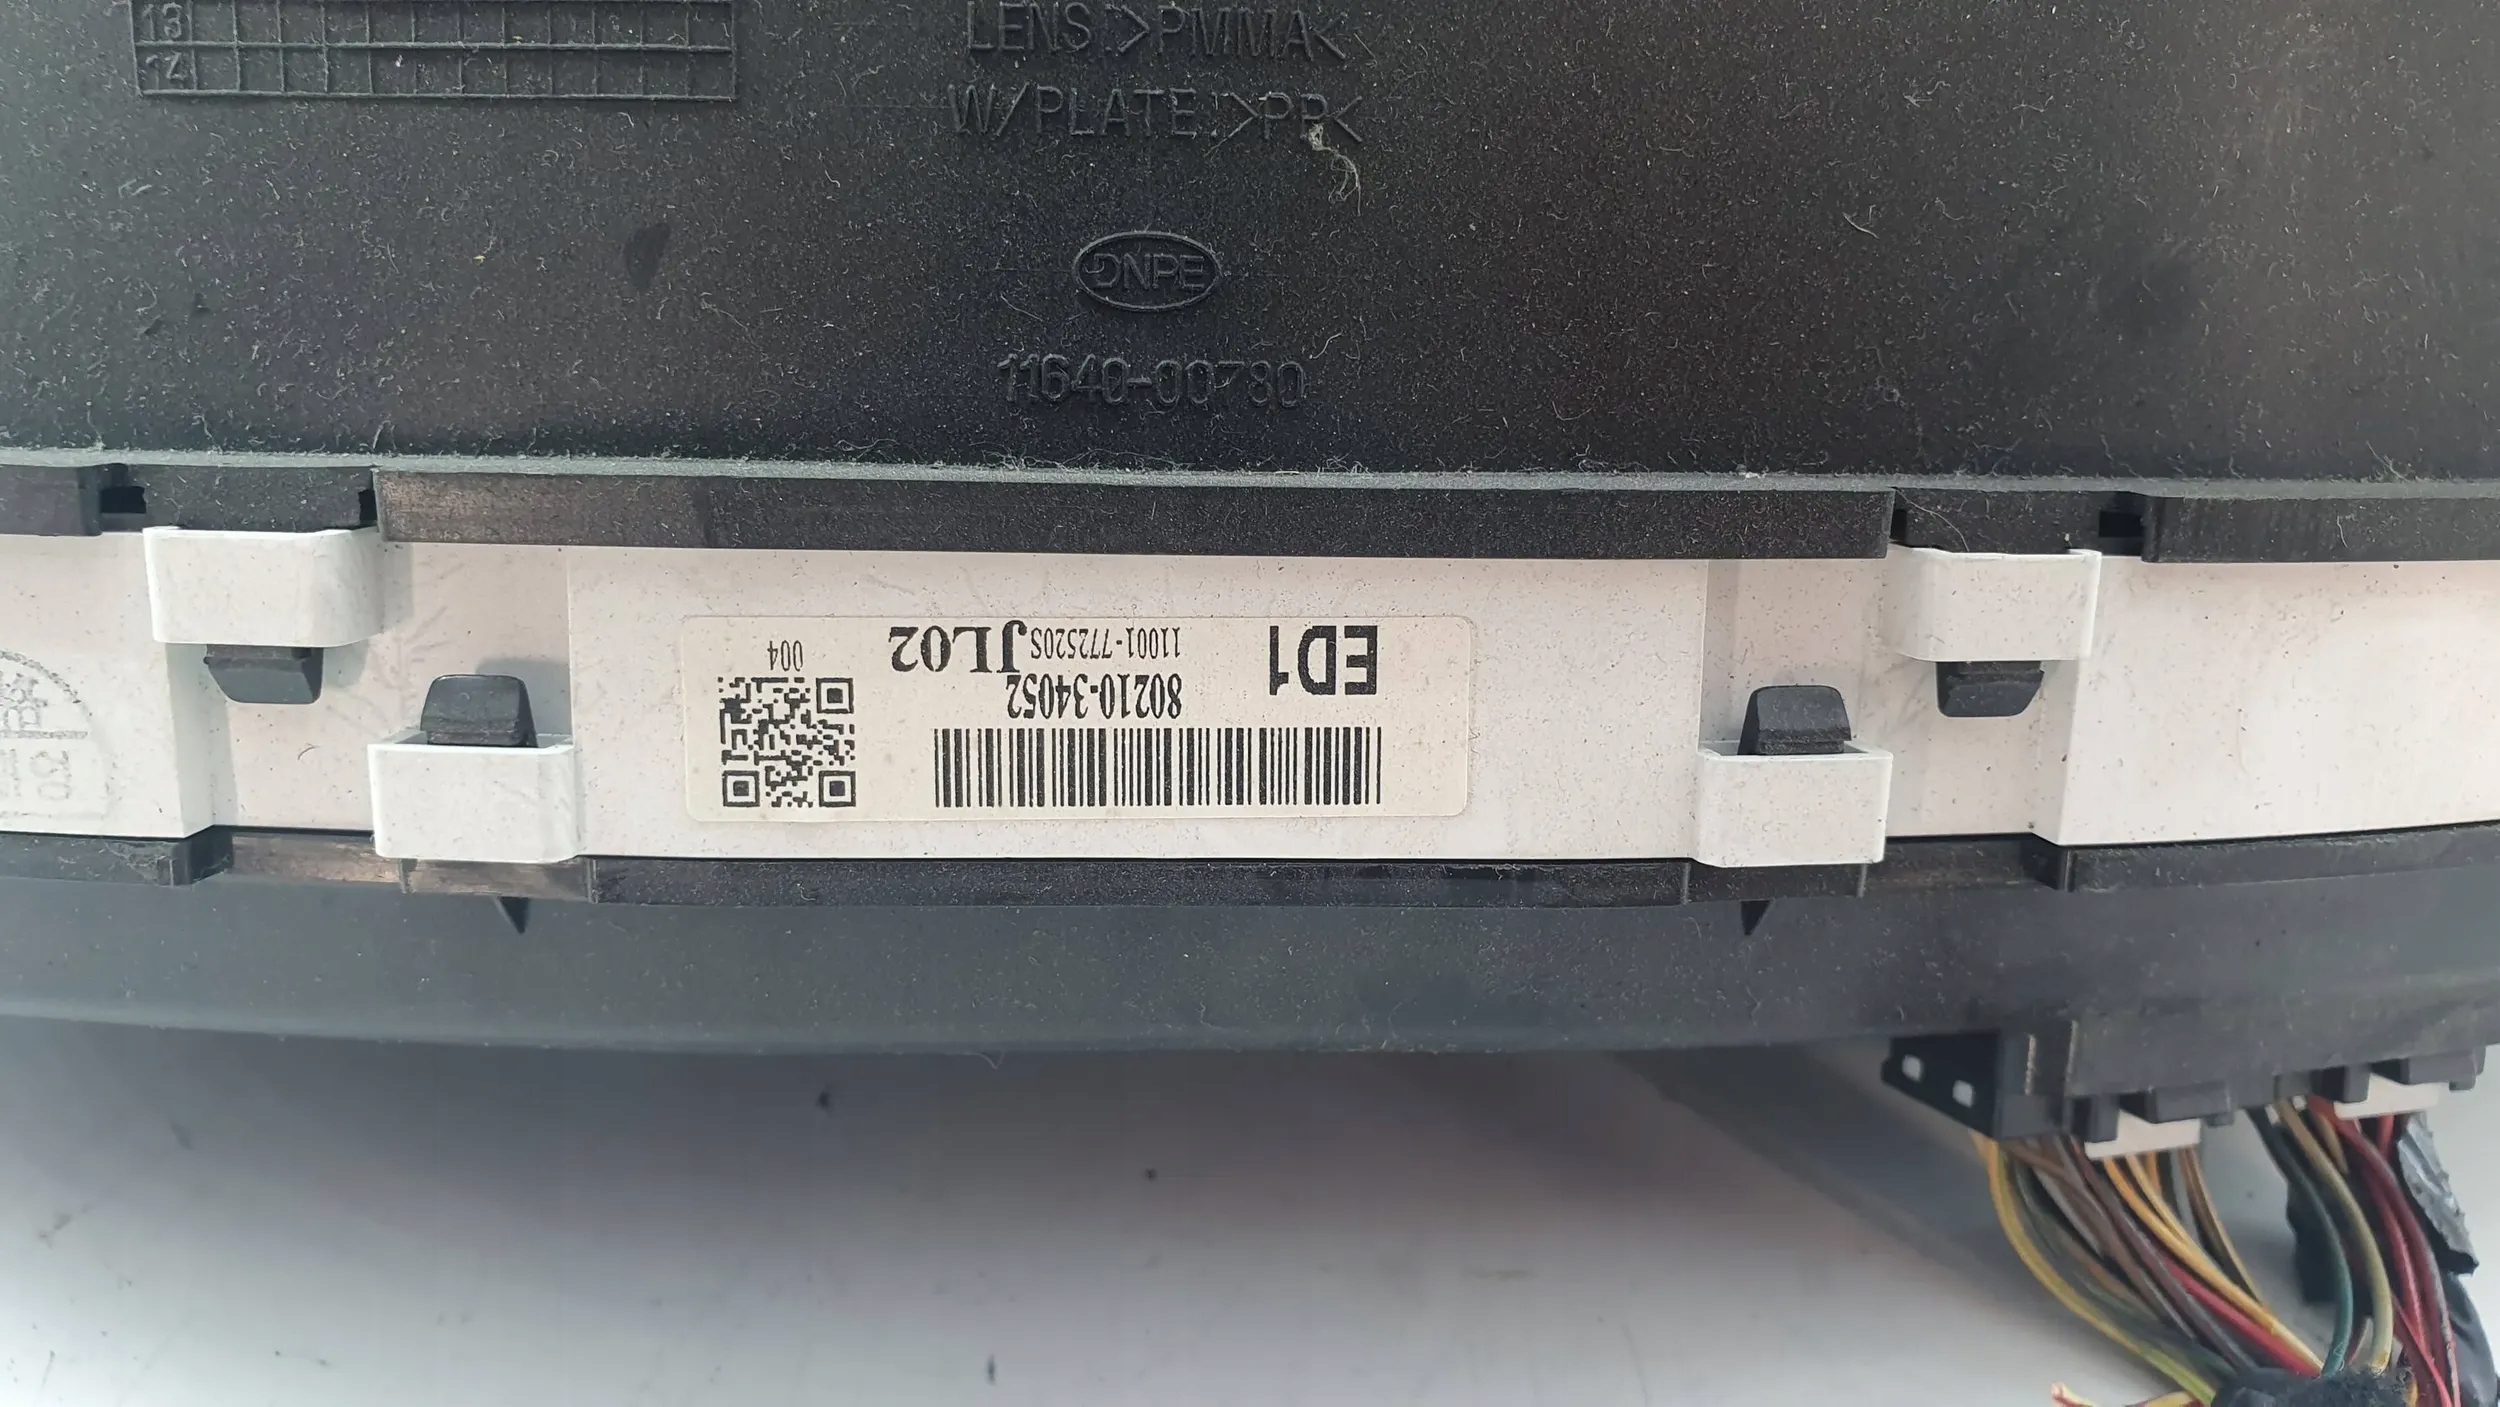 13
14
LENS:>PMMA<
W/PLATE:>PP<
DNPE
11640-00780
ED1
11001-772520S JL02
80210-34052
004